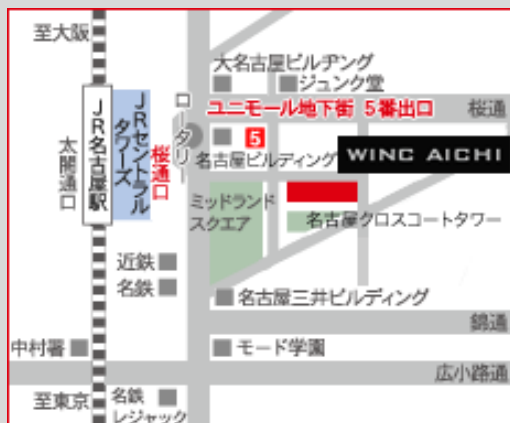 至大阪
大名古屋ビルヂング
ジュンク堂
ユニモール地下街 5番出口
桜通
JR名古屋駅
JRセントラルタワーズ
桜通口
ロータリー
太閤通口
5
名古屋ビルディング
WINC AICHI
ミッドランド
スクエア
名古屋クロスコートタワー
近鉄
名鉄
名古屋三井ビルディング
錦通
中村署
モード学園
広小路通
至東京
名鉄
レジャック